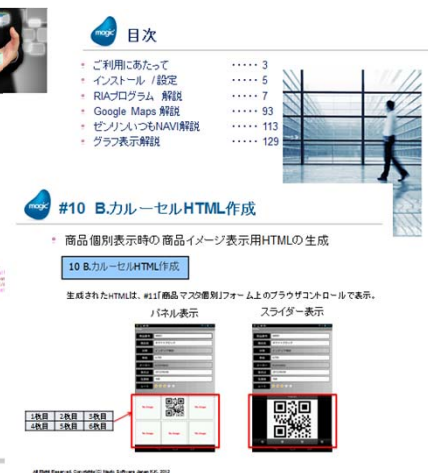 magic 目次
ご利用にあたって ・・・・・ 3
インストール /設定 ・・・・・ 5
RIAプログラム 解説 ・・・・・ 7
Google Maps 解説 ・・・・・ 93
ゼンリンいつもNAVI解説 ・・・・・ 113
グラフ表示解説 ・・・・・ 129
magic #10 B.カルーセルHTML作成
商品個別表示時の商品イメージ表示用HTMLの生成
10 B.カルーセルHTML作成
生成されたHTMLは、#11「商品マスタ個別」フォーム上のブラウザコントロールで表示。
パネル表示 スライダー表示
1枚目 2枚目 3枚目
4枚目 5枚目 6枚目